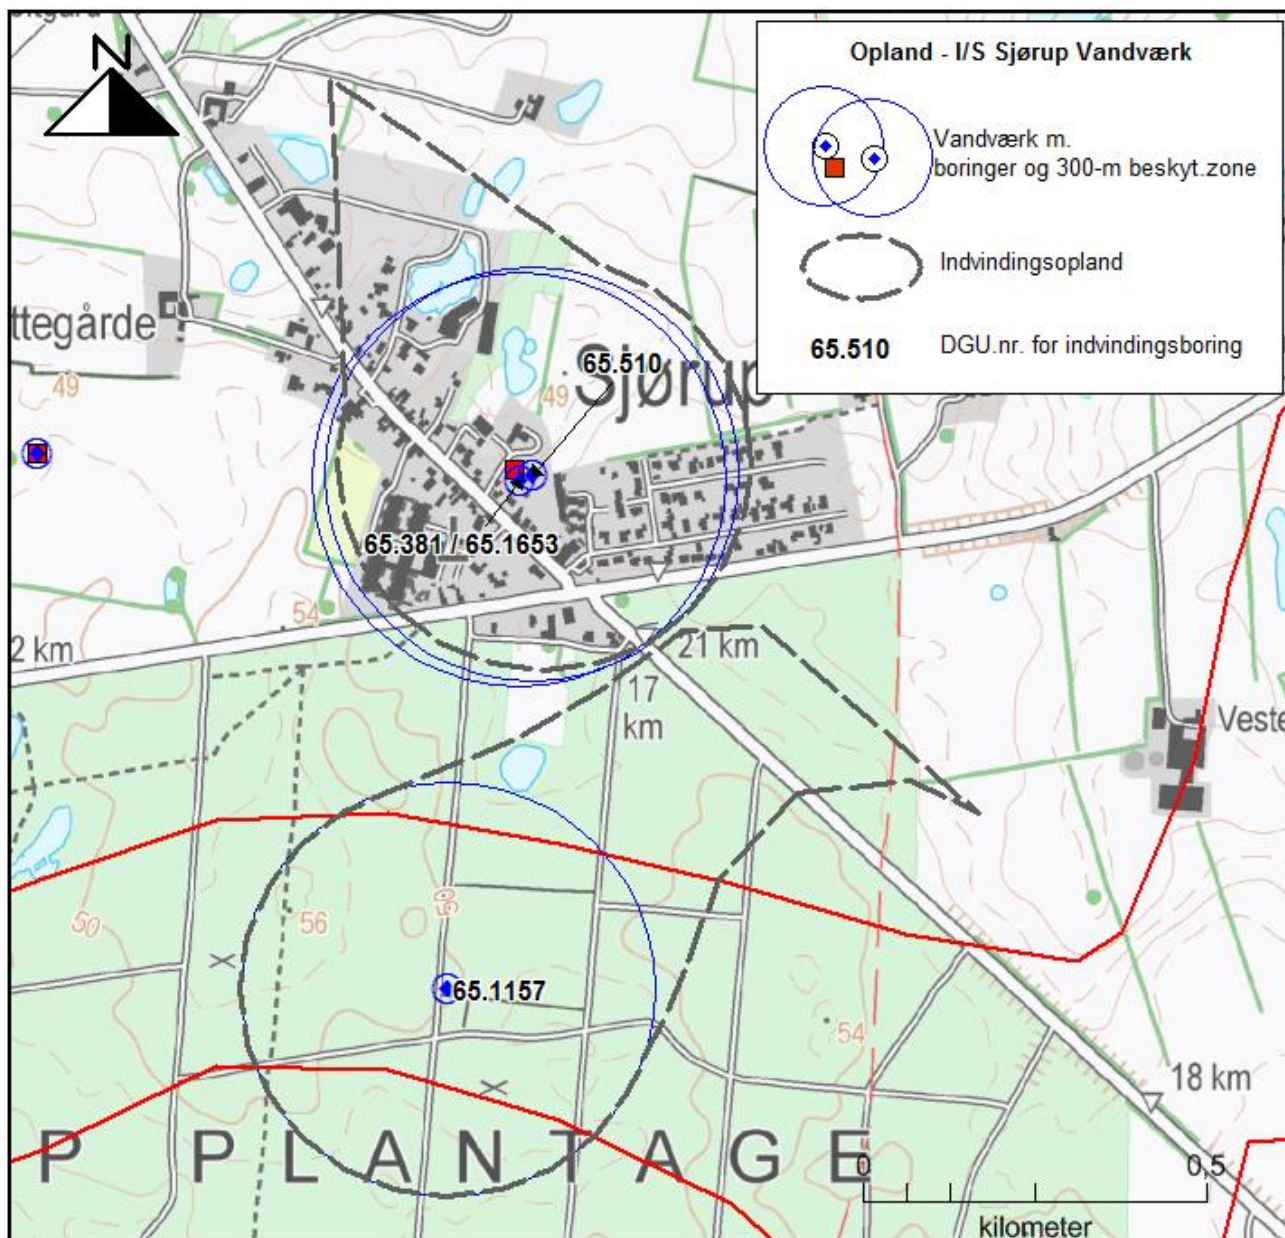 N
Opland - I/S Sjørup Vandværk
Vandværk m.
boringer og 300-m beskyt.zone
Indvindingsopland
65.510 DGU.nr. for indvindingsboring
ttegårde
Sjørup
65.510
49
49
65.381 / 65.1653
54
2 km
21 km
17
km
Veste
50
56
50
65.1157
54
18 km
P PLANTAGE
0 0,5
kilometer